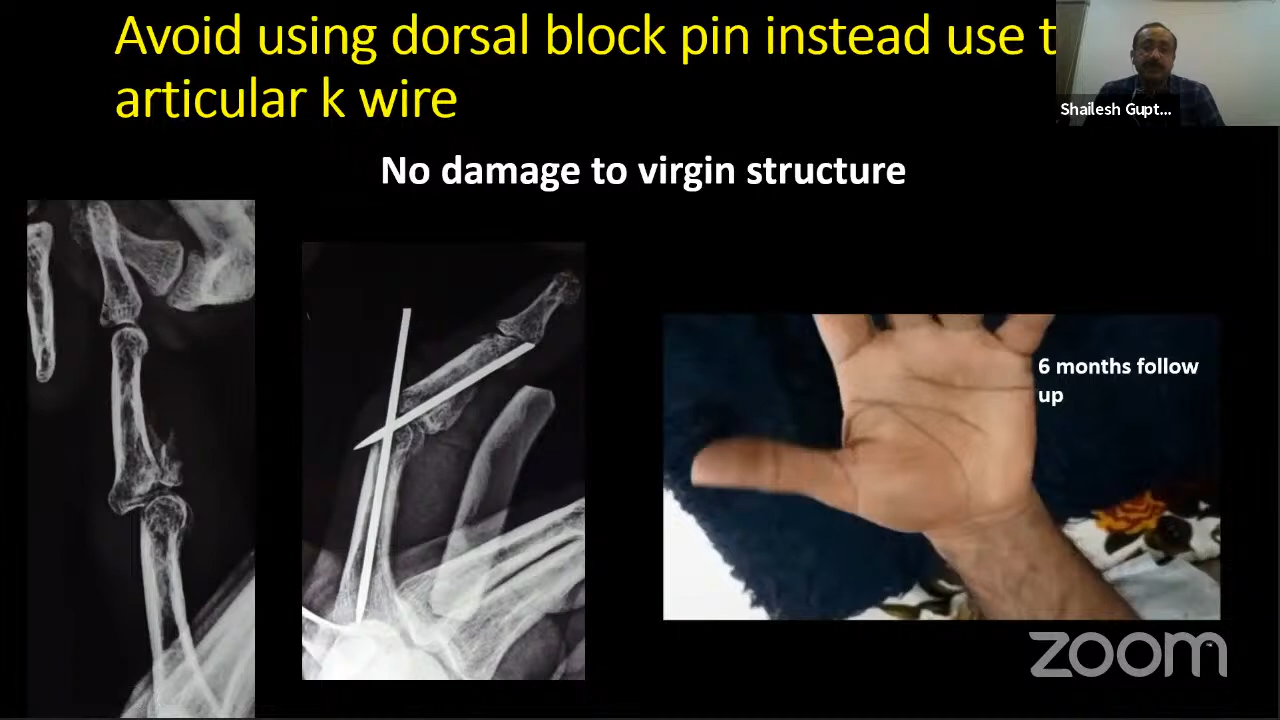 Avoid using dorsal block pin instead use
articular k wire
Shailesh Gupt...
No damage to virgin structure
6 months follow
up
zoom